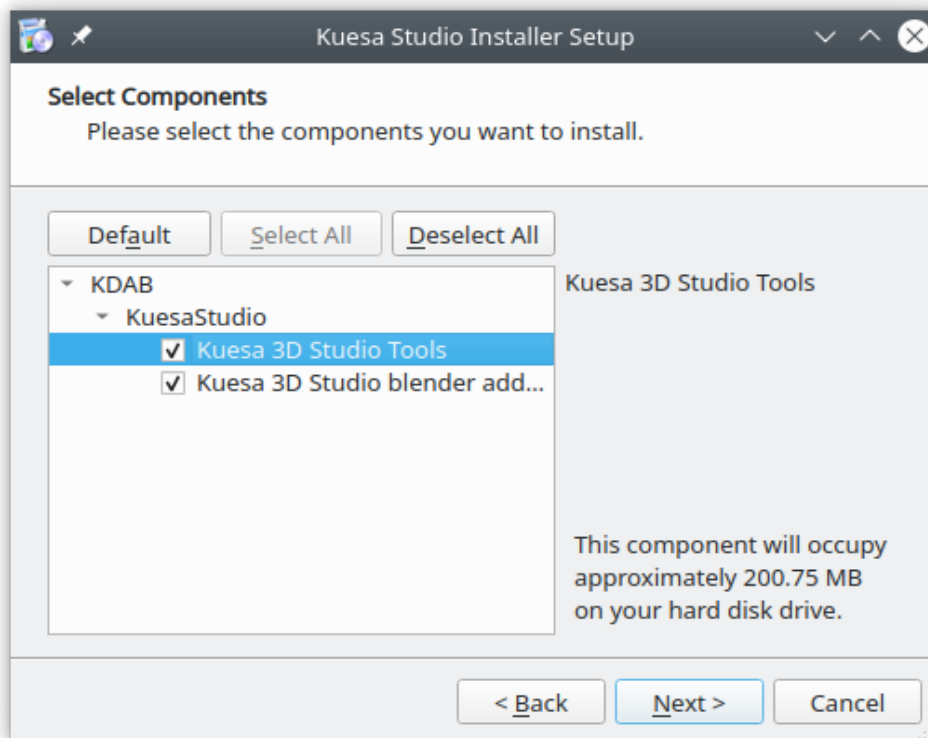 Kuesa Studio Installer Setup
Select Components
Please select the components you want to install.
Default
Select All
Deselect All
KDAB
KuesaStudio
Kuesa 3D Studio Tools
Kuesa 3D Studio blender add...
Kuesa 3D Studio Tools
This component will occupy
approximately 200.75 MB
on your hard disk drive.
< Back
Next >
Cancel